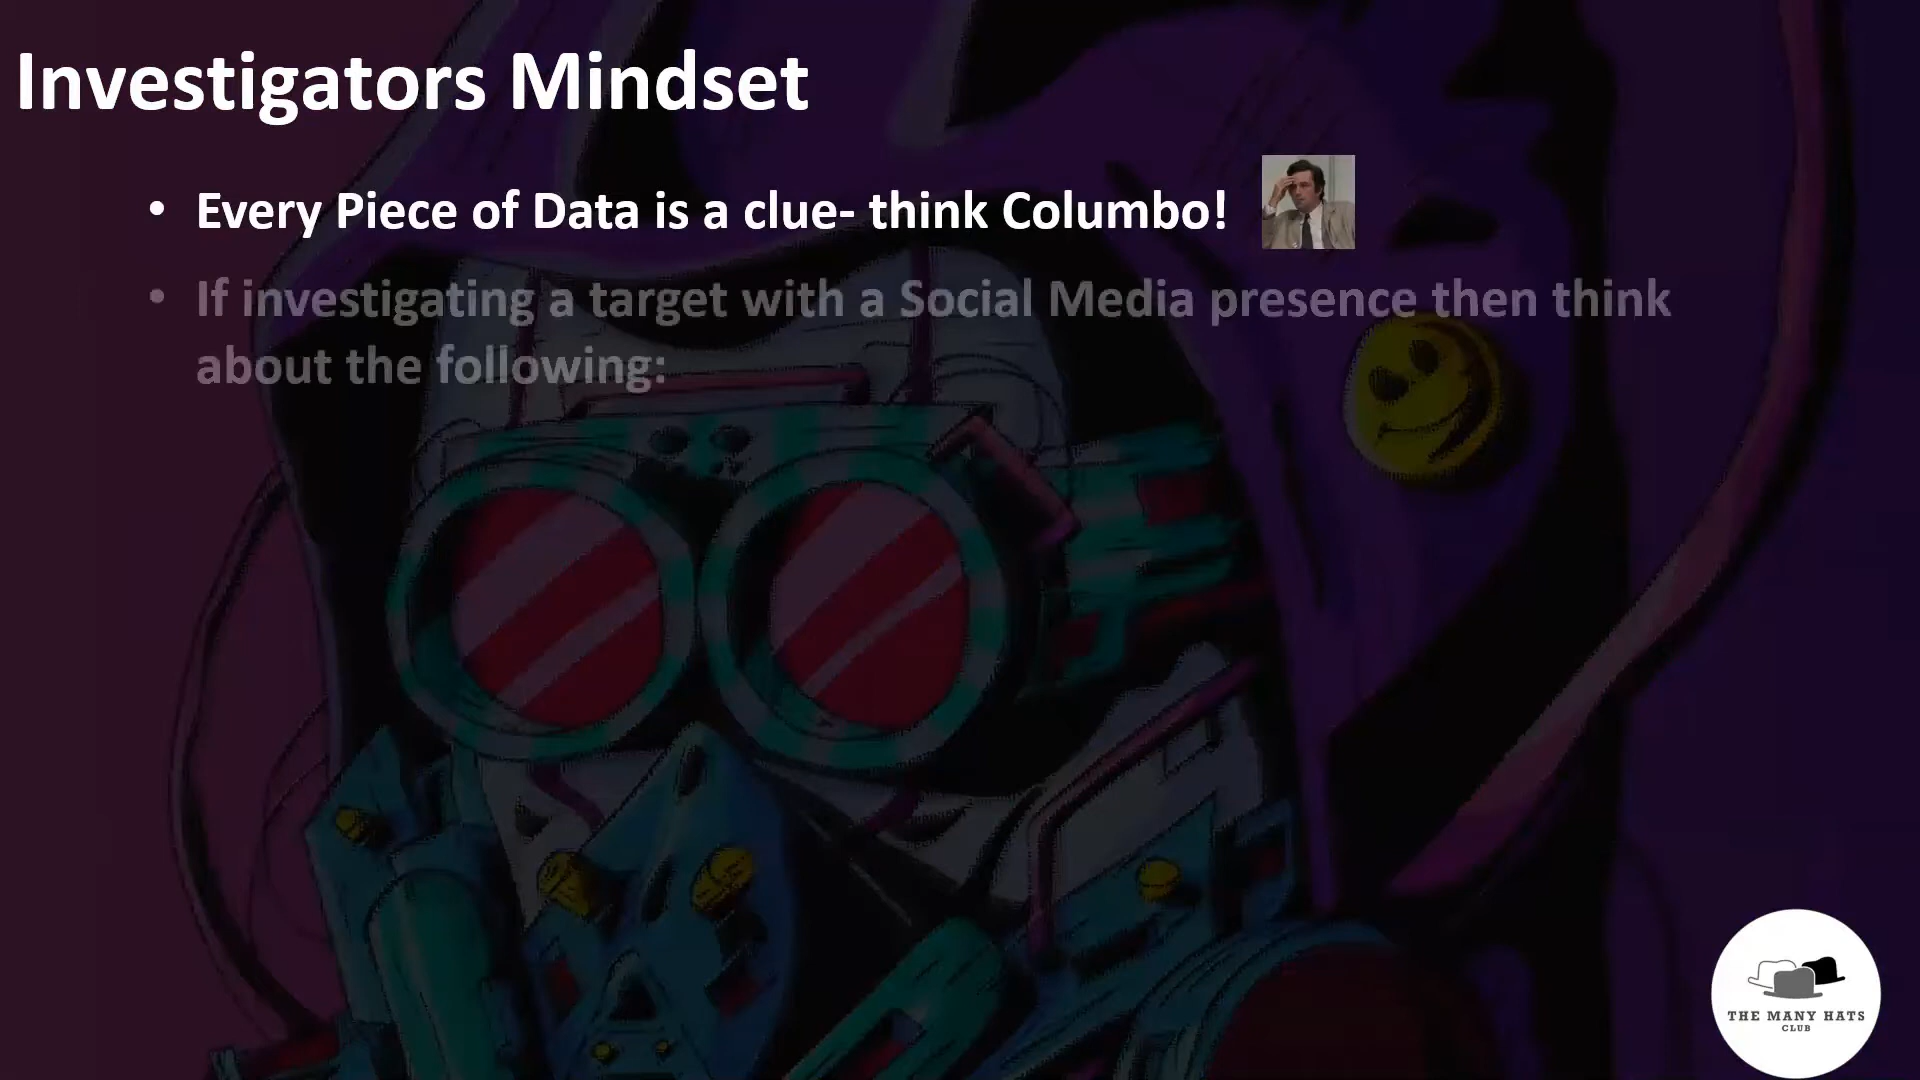 Investigators Mindset
• Every Piece of Data is a clue- think Columbo!
• If investigating a target with a Social Media presence then think
about the following:
THE MANY HATS
CLUB